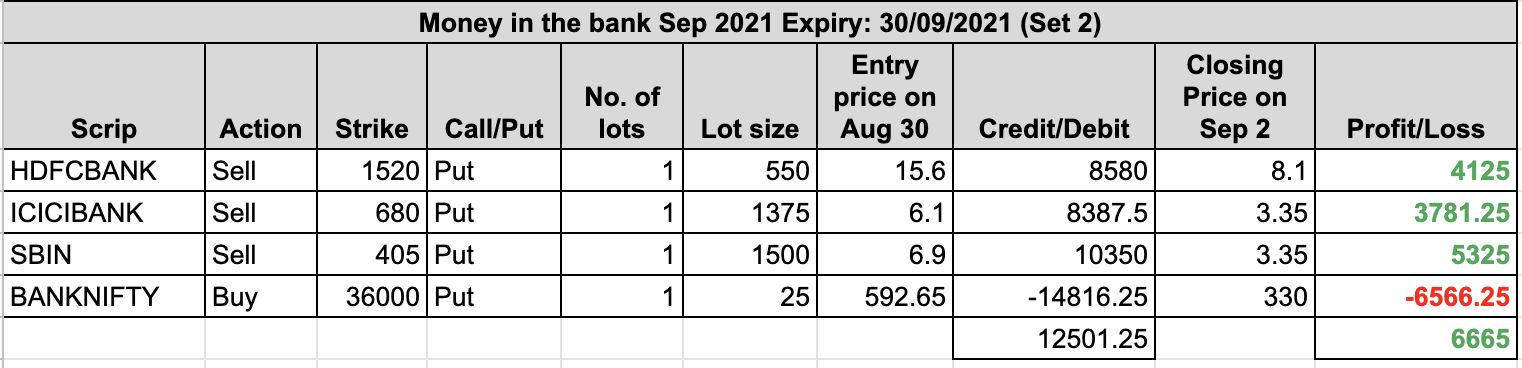 Money in the bank Sep 2021 Expiry: 30/09/2021 (Set 2)
Scrip Action Strike Call/Put No. of lots Lot size Entry price on Aug 30 Credit/Debit Closing Price on Sep 2 Profit/Loss
HDFCBANK Sell 1520 Put 1 550 15.6 8580 8.1 4125
ICICIBANK Sell 680 Put 1 1375 6.1 8387.5 3.35 3781.25
SBIN Sell 405 Put 1 1500 6.9 10350 3.35 5325
BANKNIFTY Buy 36000 Put 1 25 592.65 -14816.25 330 -6566.25
12501.25 6665